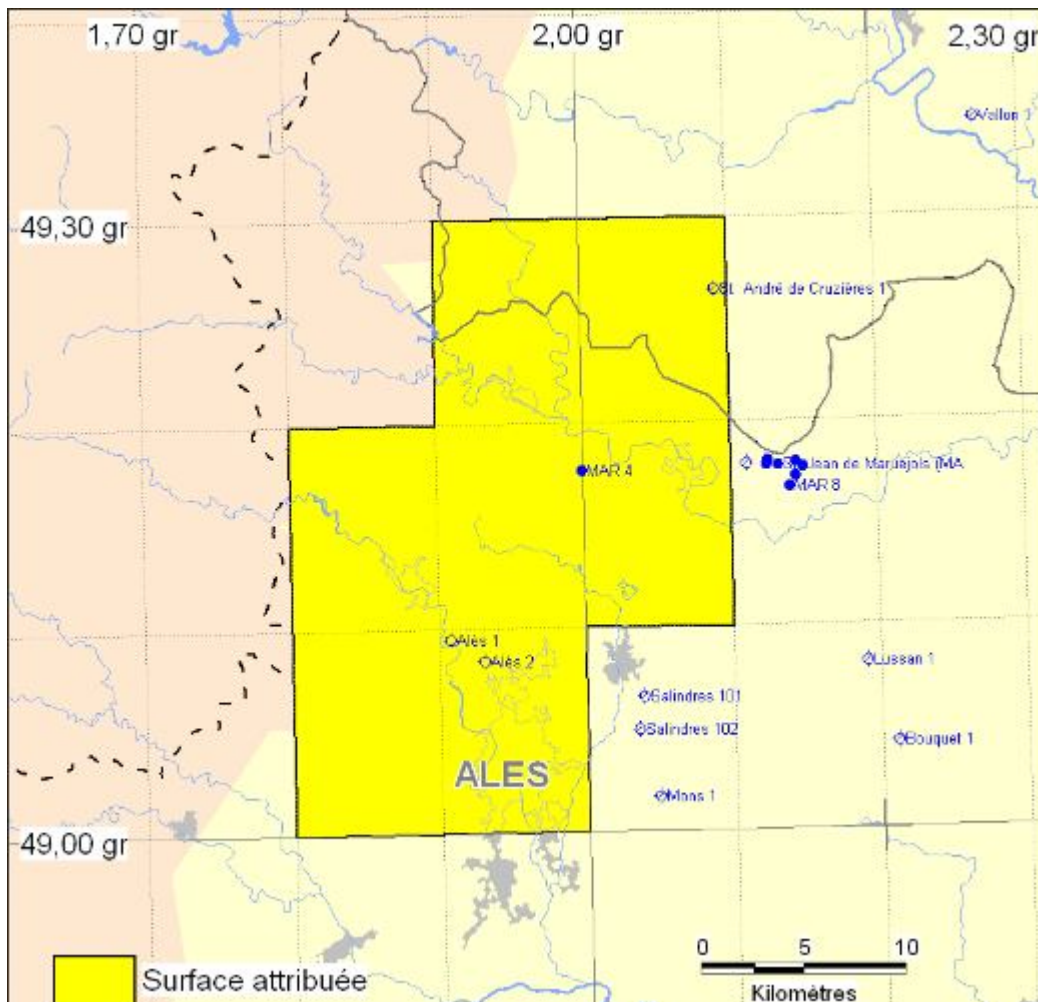 1,70 gr
2,00 gr
2,30 gr
Vallon 1
49,30 gr
St. André de Cruzières 1
MAR 4
Jean de Maruejols (MA
MAR 8
Alès 1
Alès 2
Lussan 1
Salindres 101
Salindres 102
Bouquet 1
ALES
Mons 1
49,00 gr
0 5 10
Surface attribuée
Kilomètres